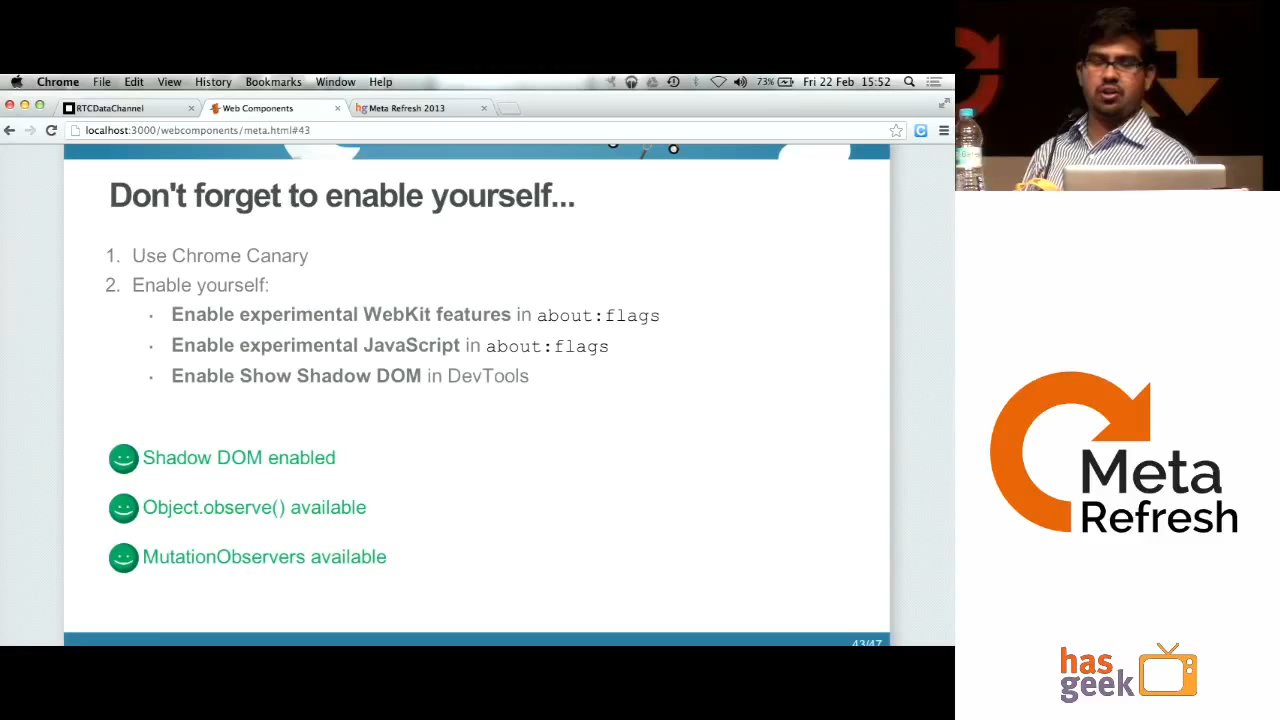 Chrome File Edit View History Bookmarks Window Help 73% Fri 22 Feb 15:52
RTCDataChannel Web Components hg Meta Refresh 2013
localhost:3000/webcomponents/meta.html#43
Don't forget to enable yourself...
1. Use Chrome Canary
2. Enable yourself:
· Enable experimental WebKit features in about:flags
· Enable experimental JavaScript in about:flags
· Enable Show Shadow DOM in DevTools
Shadow DOM enabled
Object.observe() available
MutationObservers available
43/47
Meta
Refresh
has
geek